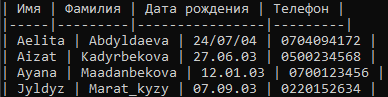 | Имя | Фамилия | Дата рождения | Телефон |
|-----|---------|---------------|---------|
| Aelita | Abdyldaeva | 24/07/04 | 0704094172 |
| Aizat | Kadyrbekova | 27.06.03 | 0500234568 |
| Ayana | Maadanbekova | 12.01.03 | 0700123456 |
| Jyldyz | Marat_kyzy | 07.09.03 | 0220152634 |